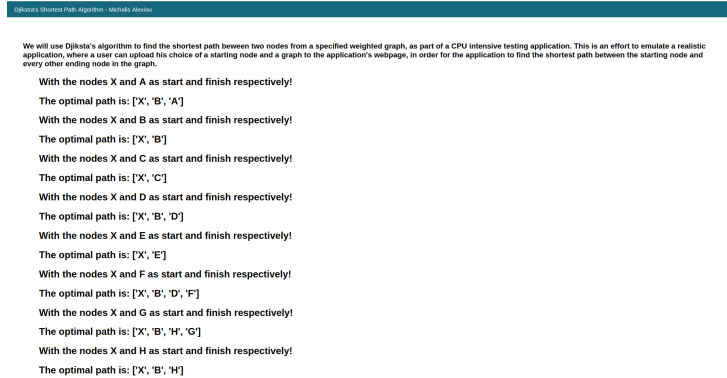 Djikstra's Shortest Path Algorithm - Michalis Alexiou
We will use Djiksta's algorithm to find the shortest path beween two nodes from a specified weighted graph, as part of a CPU intensive testing application. This is an effort to emulate a realistic
application, where a user can upload his choice of a starting node and a graph to the application's webpage, in order for the application to find the shortest path between the starting node and
every other ending node in the graph.
With the nodes X and A as start and finish respectively!
The optimal path is: ['X', 'B', 'A']
With the nodes X and B as start and finish respectively!
The optimal path is: ['X', 'B']
With the nodes X and C as start and finish respectively!
The optimal path is: ['X', 'C']
With the nodes X and D as start and finish respectively!
The optimal path is: ['X', 'B', 'D']
With the nodes X and E as start and finish respectively!
The optimal path is: ['X', 'E']
With the nodes X and F as start and finish respectively!
The optimal path is: ['X', 'B', 'D', 'F']
With the nodes X and G as start and finish respectively!
The optimal path is: ['X', 'B', 'H', 'G']
With the nodes X and H as start and finish respectively!
The optimal path is: ['X', 'B', 'H']